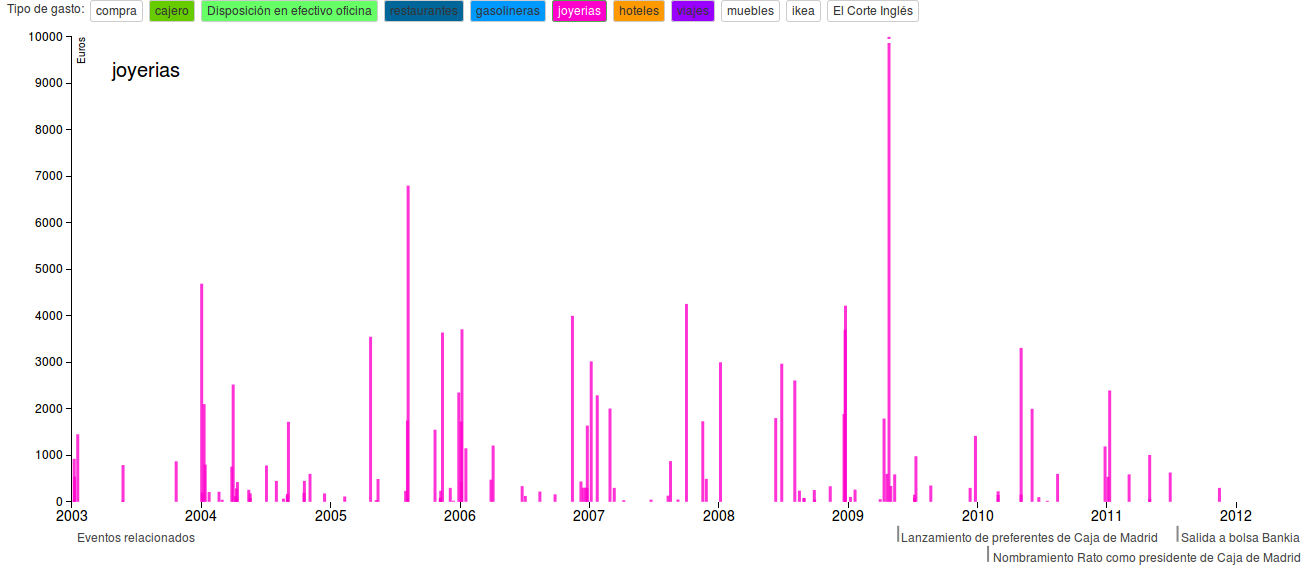 Tipo de gasto: compra cajero Disposición en efectivo oficina restaurantes gasolineras joyerias hoteles viajes muebles ikea El Corte Inglés
Euros
joyerias
10000
9000
8000
7000
6000
5000
4000
3000
2000
1000
0
2003 2004 2005 2006 2007 2008 2009 2010 2011 2012
Eventos relacionados Lanzamiento de preferentes de Caja de Madrid Salida a bolsa Bankia
Nombramiento Rato como presidente de Caja de Madrid